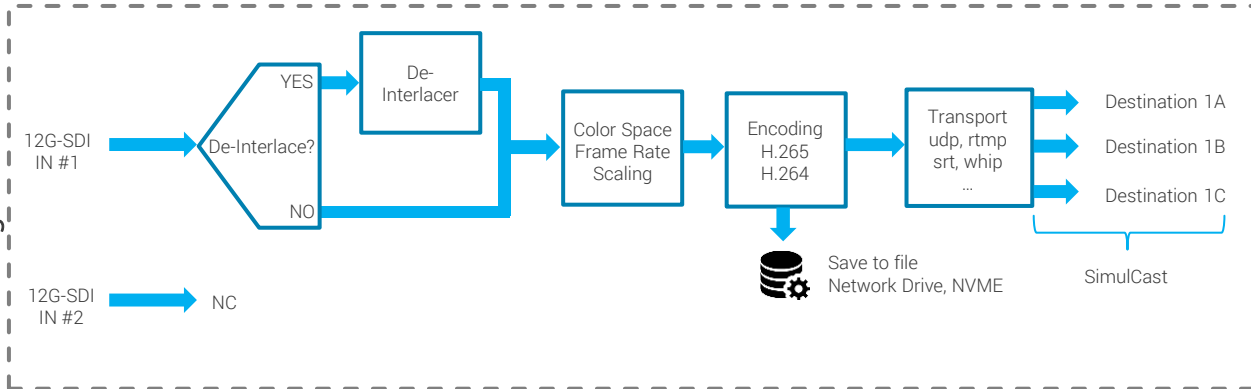 12G-SDI
IN #1
De-Interlace?
YES
NO
De-
Interlacer
Color Space
Frame Rate
Scaling
Encoding
H.265
H.264
Transport
udp, rtmp
srt, whip
...
Destination 1A
Destination 1B
Destination 1C
SimulCast
Save to file
Network Drive, NVME
12G-SDI
IN #2
NC